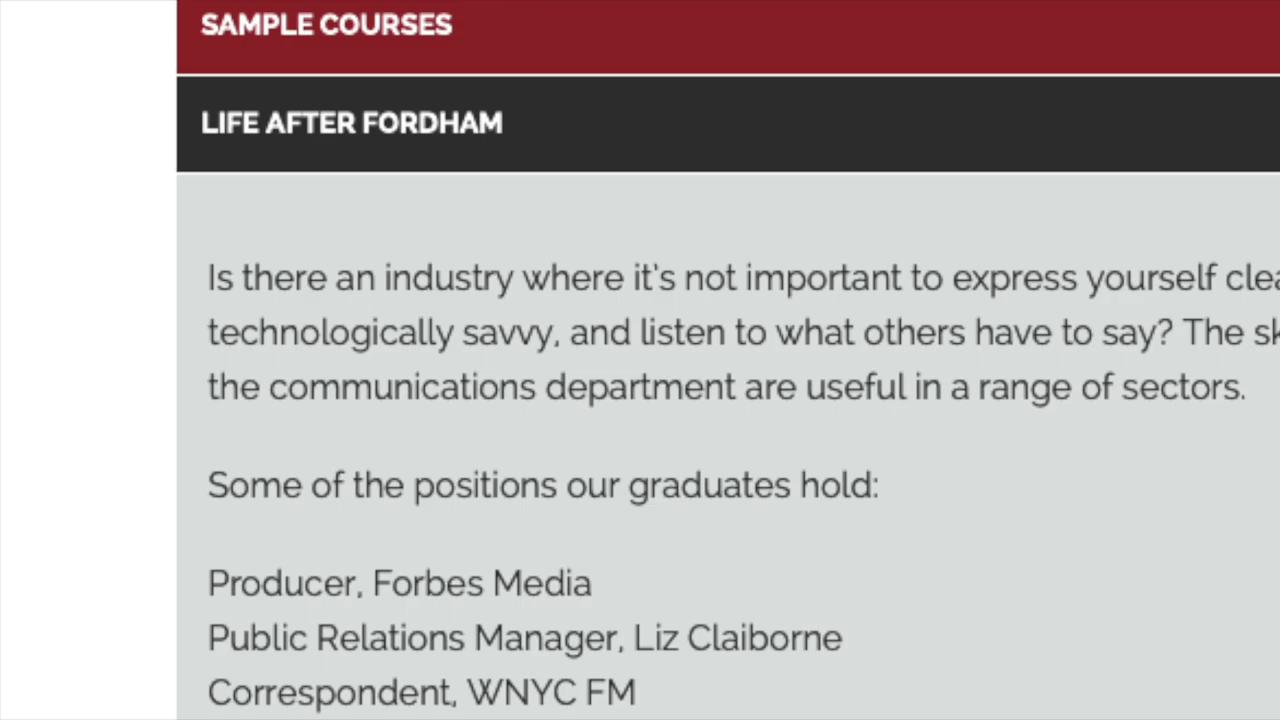 SAMPLE COURSES
LIFE AFTER FORDHAM
Is there an industry where it's not important to express yourself
technologically savvy, and listen to what others have to say? The
the communications department are useful in a range of sectors.
Some of the positions our graduates hold:
Producer, Forbes Media
Public Relations Manager, Liz Claiborne
Correspondent, WNYC FM